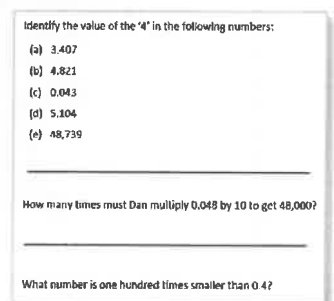 Identify the value of the '4' in the following numbers:
(a) 3.407
(b) 4.821
(c) 0.043
(d) 5.104
(e) 48,739
How many times must Dan multiply 0.048 by 10 to get 48,000?
What number is one hundred times smaller than 0.4?